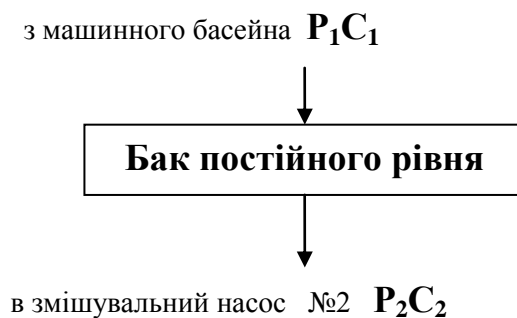 з машинного басейна P₁C₁
Бак постійного рівня
в змішувальний насос №2 P₂C₂